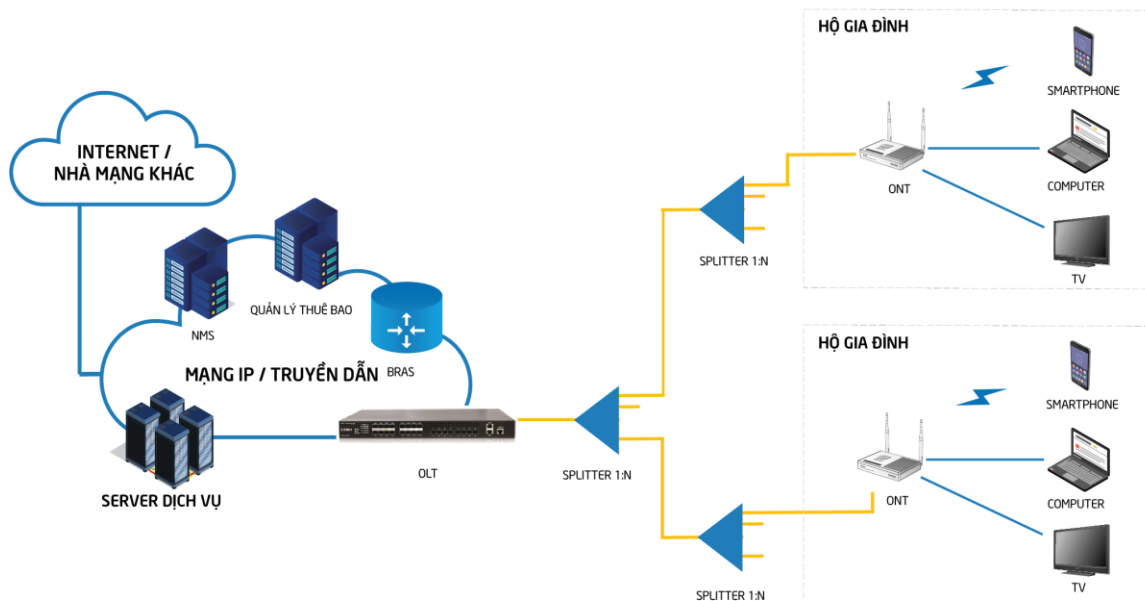 INTERNET /
NHÀ MẠNG KHÁC
NMS
QUẢN LÝ THUÊ BAO
BRAS
MẠNG IP / TRUYỀN DẪN
SERVER DỊCH VỤ
OLT
SPLITTER 1:N
SPLITTER 1:N
SPLITTER 1:N
HỘ GIA ĐÌNH
SMARTPHONE
ONT
COMPUTER
TV
HỘ GIA ĐÌNH
SMARTPHONE
ONT
COMPUTER
TV